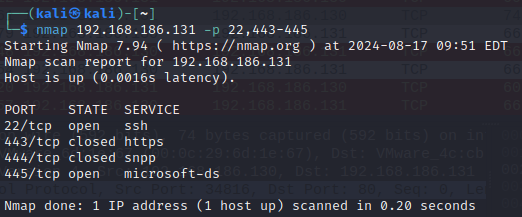 ┌──(kali㉿kali)-[~]
└─$ nmap 192.168.186.131 -p 22,443-445
Starting Nmap 7.94 ( https://nmap.org ) at 2024-08-17 09:51 EDT
Nmap scan report for 192.168.186.131
Host is up (0.0016s latency).

PORT    STATE  SERVICE
22/tcp  open   ssh
443/tcp closed https
444/tcp closed snpp
445/tcp open   microsoft-ds

Nmap done: 1 IP address (1 host up) scanned in 0.20 seconds